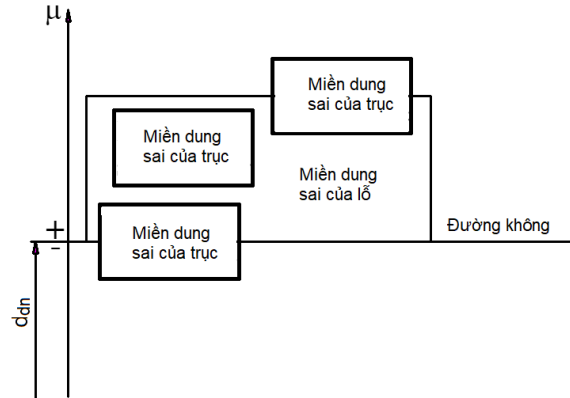 μ
Miền dung
sai của trục
Miền dung
sai của trục
Miền dung
sai của lỗ
Miền dung
sai của trục
Đường không
+
-
d dn